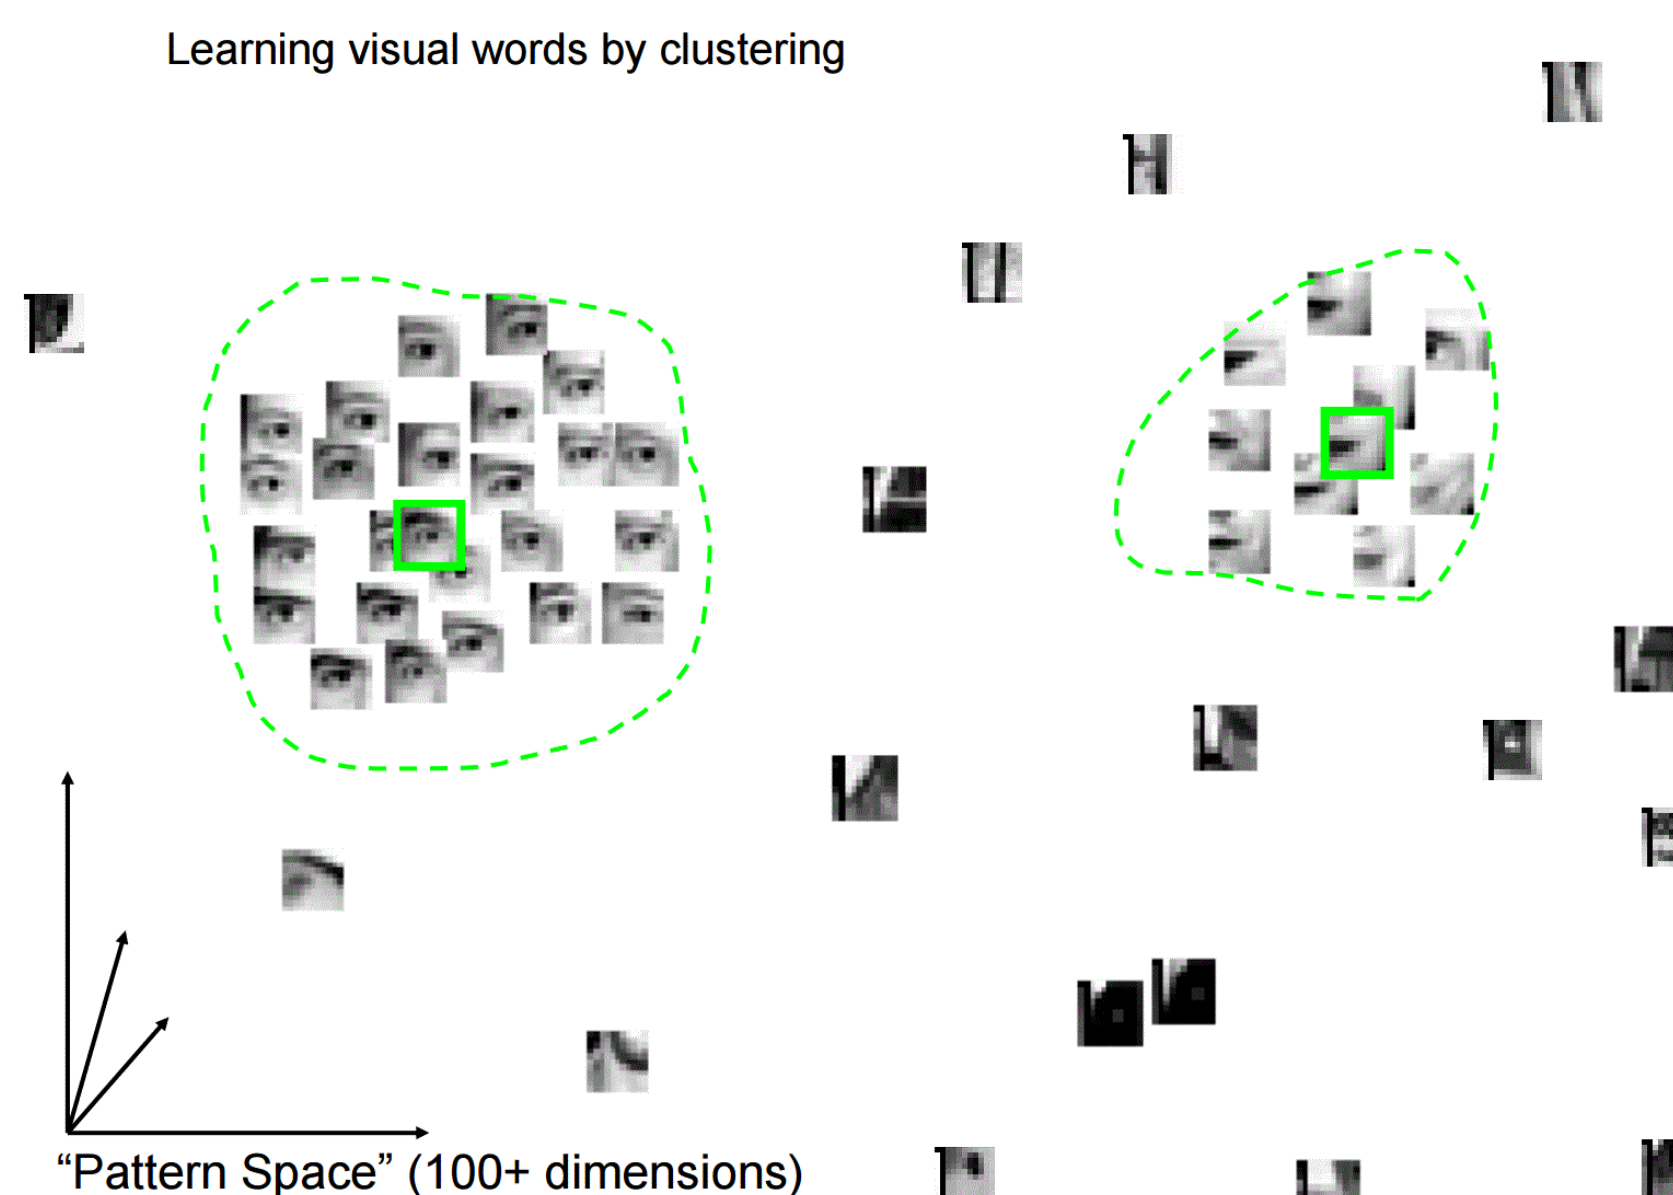 Learning visual words by clustering
“Pattern Space” (100+ dimensions)